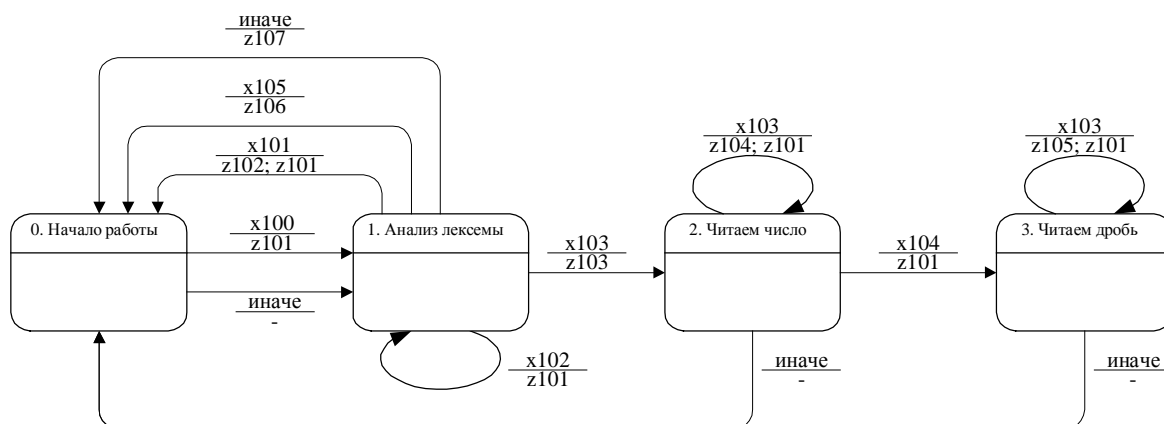 иначе
z107
x105
z106
x101
z102; z101
x103
z104; z101
x103
z105; z101
0. Начало работы
x100
z101
1. Анализ лексемы
x103
z103
2. Читаем число
x104
z101
3. Читаем дробь
иначе
-
x102
z101
иначе
-
иначе
-